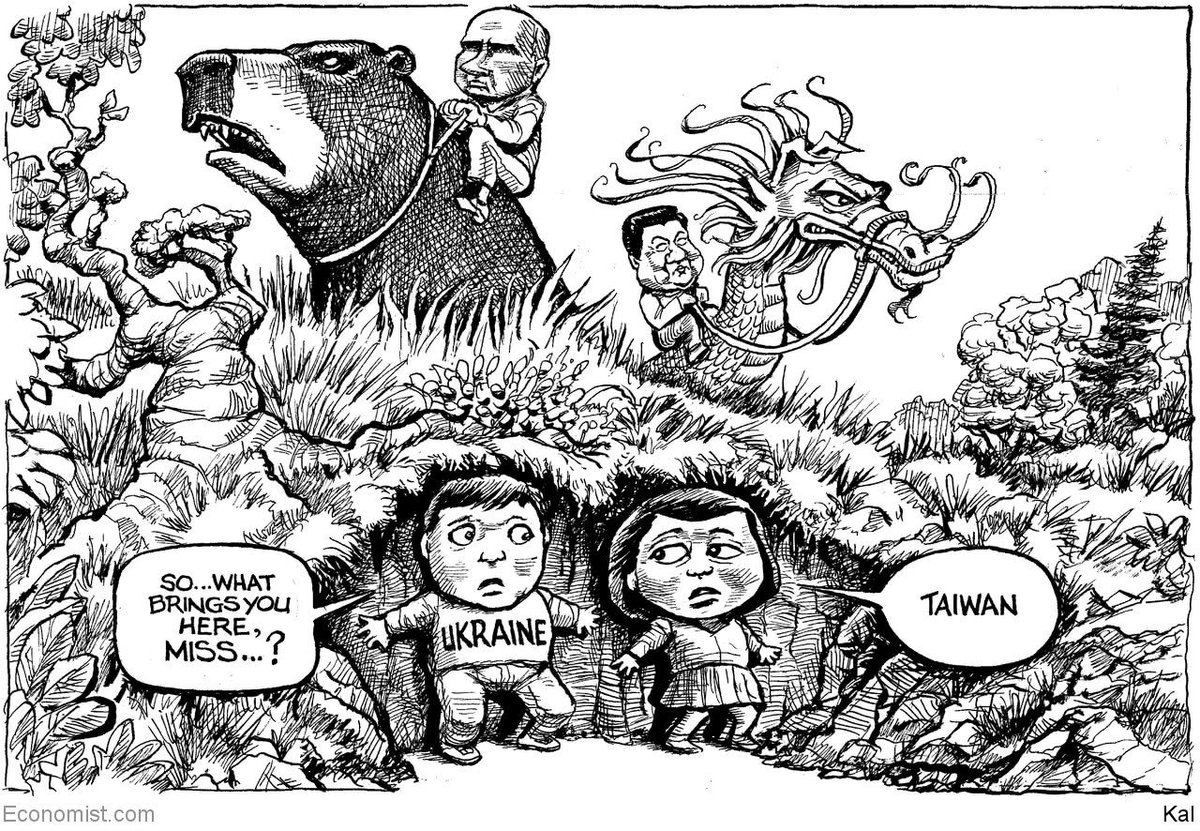 SO...WHAT
BRINGS YOU
HERE,
MISS...?
UKRAINE
TAIWAN
Economist.com
Kal